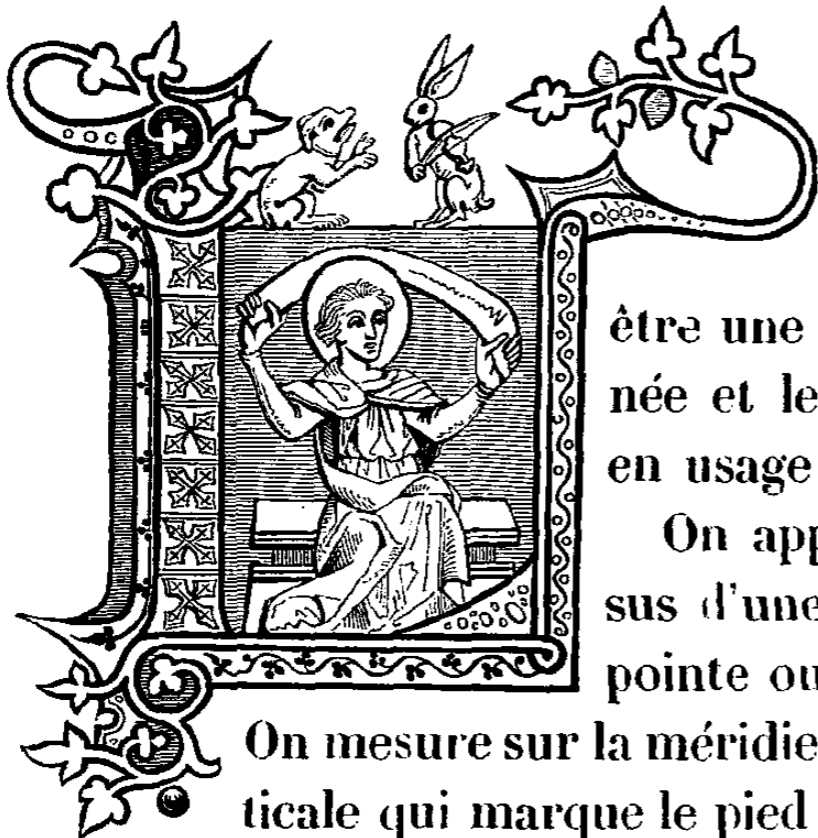 être une
née et le
en usage
On app
sus d'une
pointe ou
On mesure sur la méridie
ticale qui marque le pied